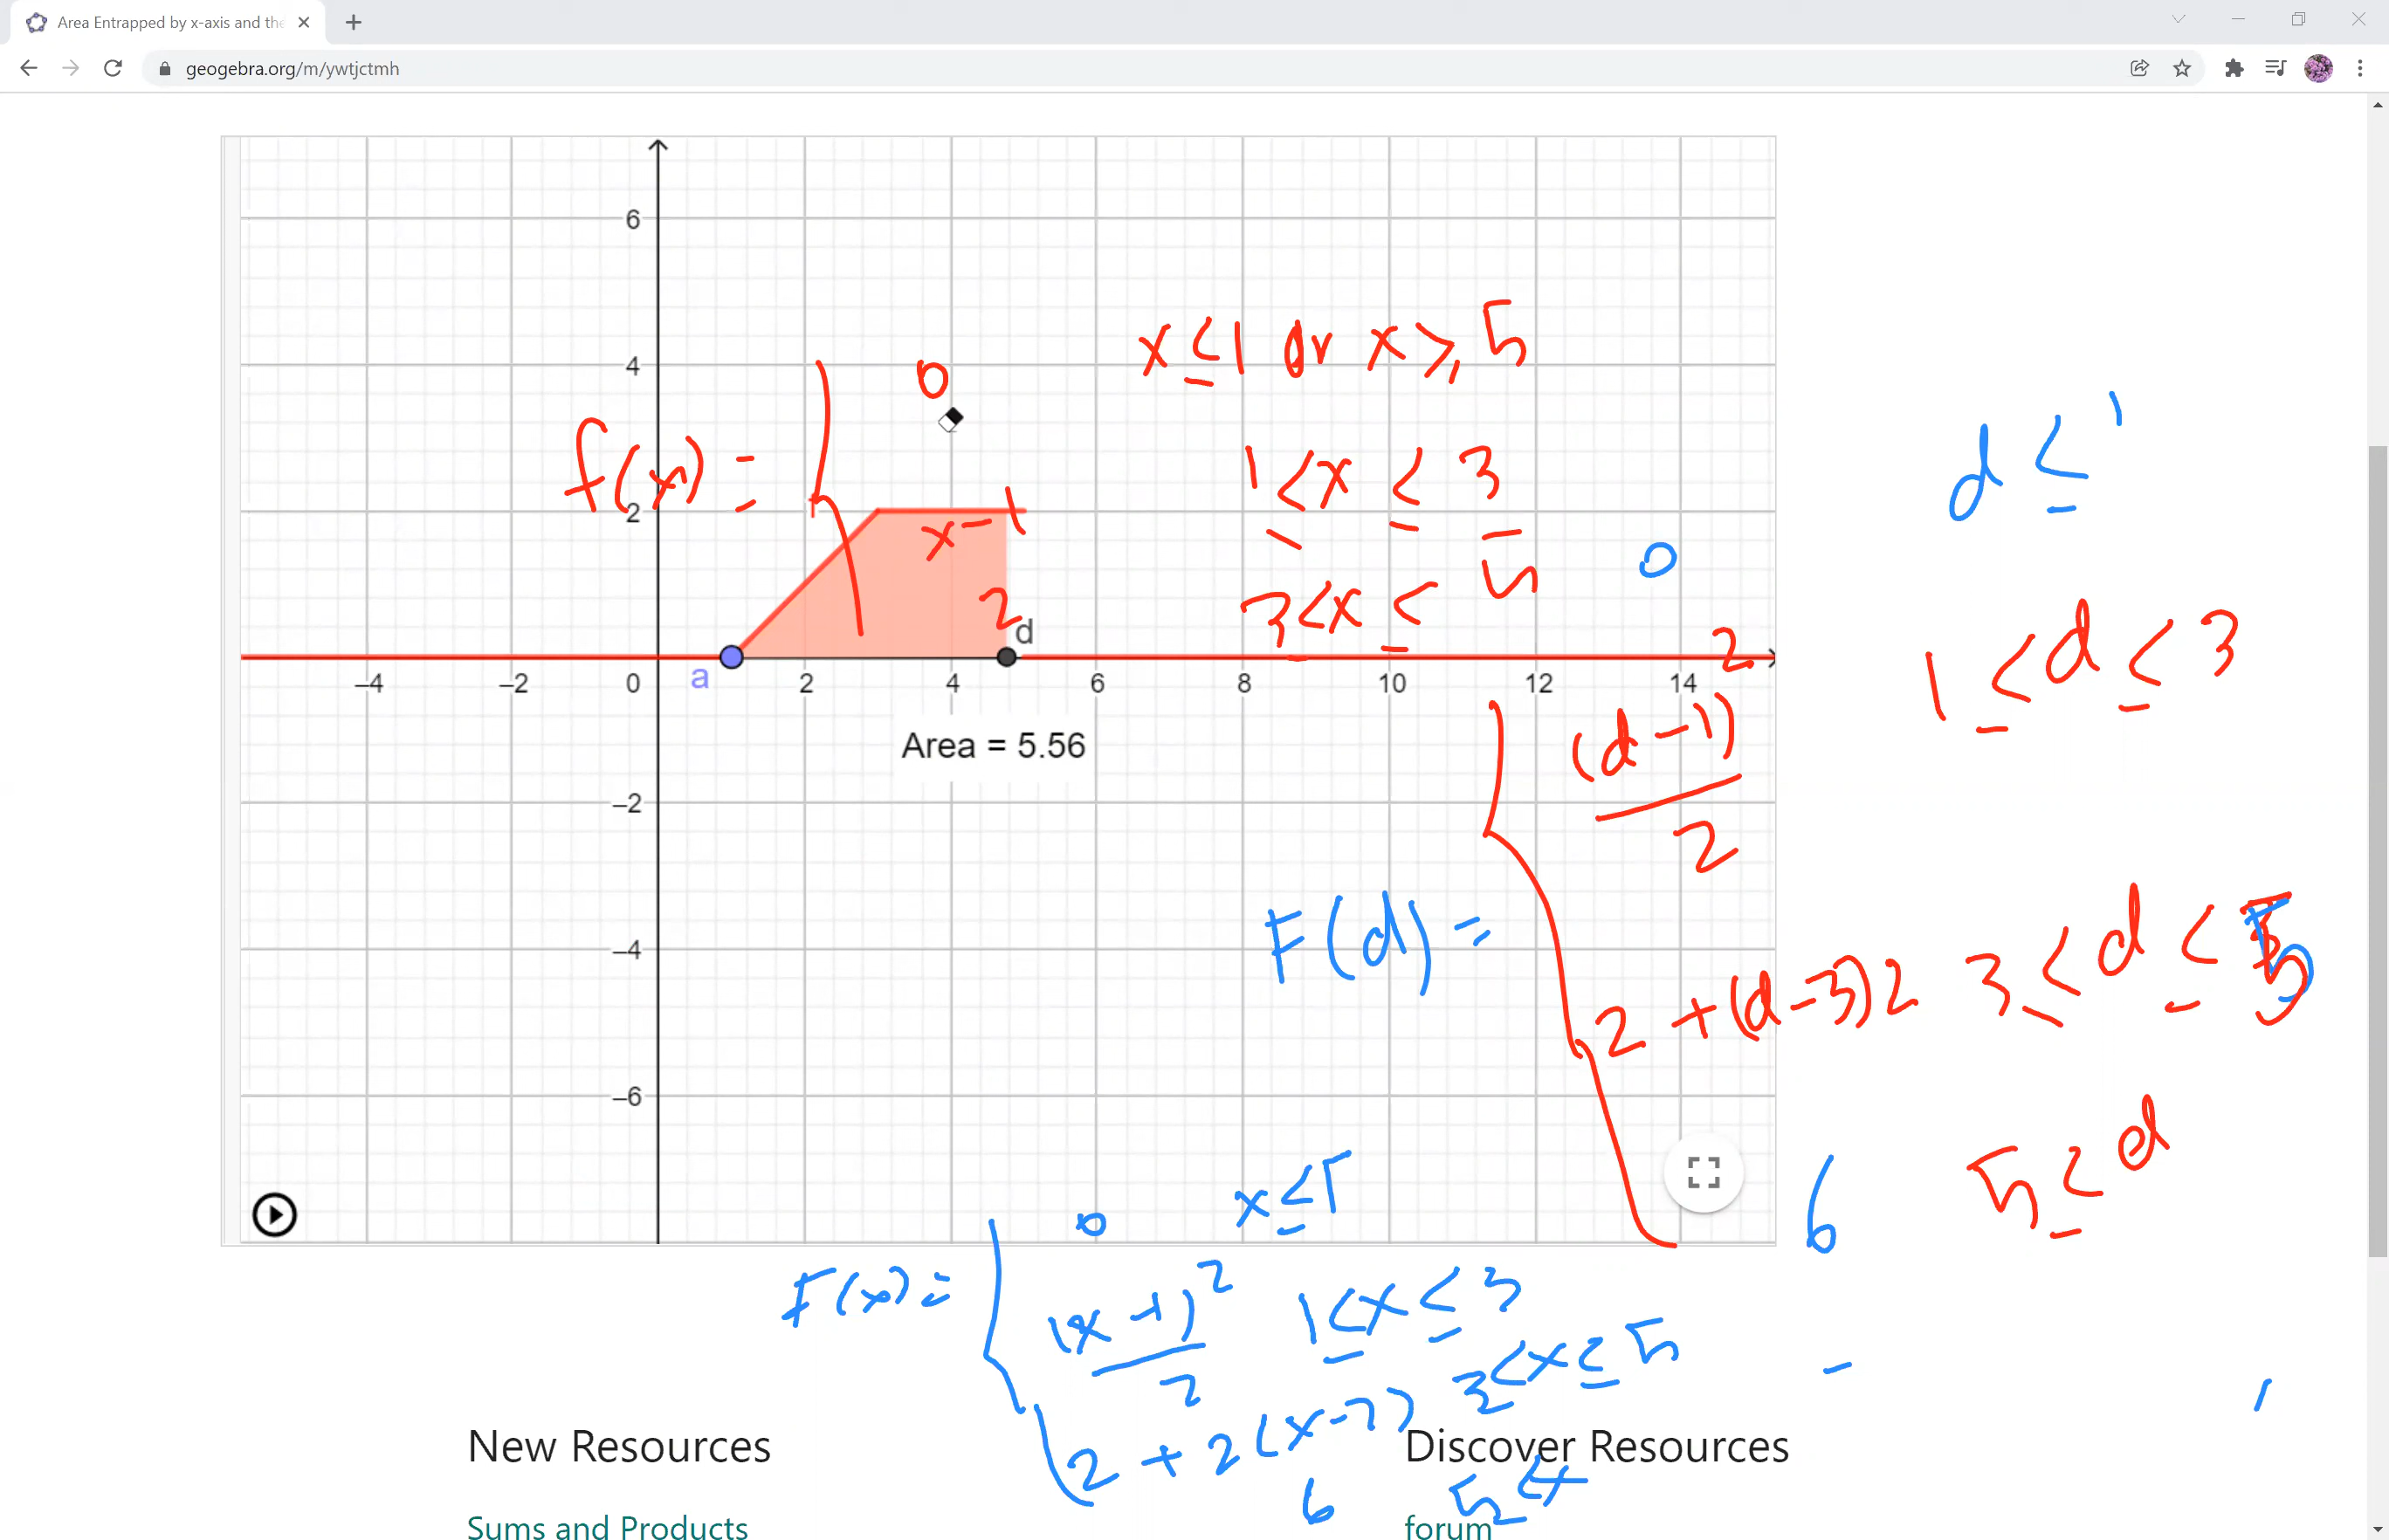 Area Entrapped by x-axis and the
geogebra.org/m/ywtjctmh
6
4
2
-4 -2 0 2 4 6 8 10 12 14
-2
-4
-6
a
d
Area = 5.56
f(x) =
0 x ≤ 1 or x ≥ 5
x-1 1 ≤ x ≤ 3
2 3 ≤ x ≤ 5
F(d) =
0 d ≤ 1
(d-1)²/2 1 ≤ d ≤ 3
2 + (d-3)2 3 ≤ d ≤ 5
6 5 ≤ d
F(x) =
0 x ≤ 1
(x-1)²/2 1 ≤ x ≤ 3
2 + 2(x-3) 3 ≤ x ≤ 5
6 5 ≤ x
New Resources
Discover Resources
Sums and Products
forum